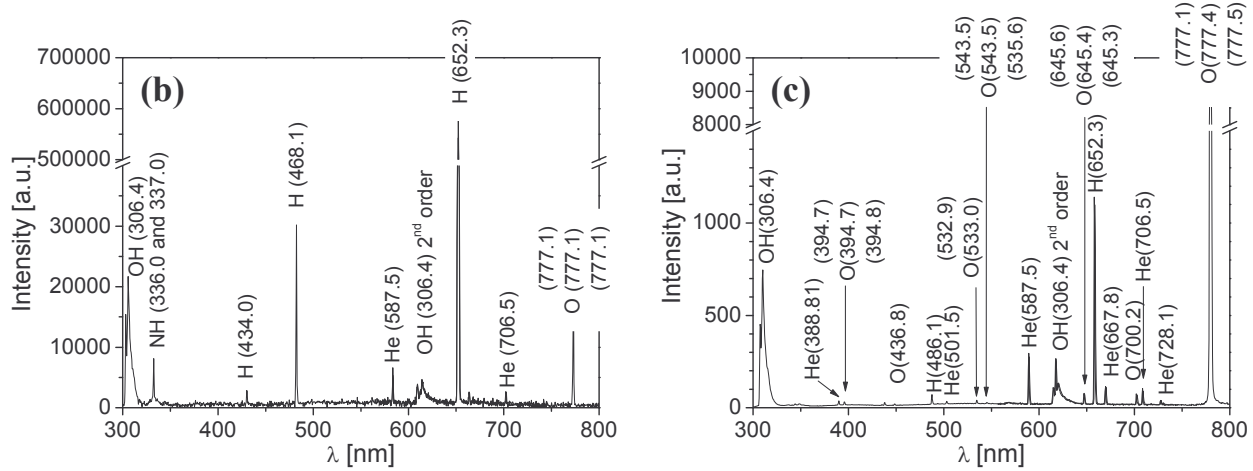 (b)
Intensity [a.u.]
700000
600000
500000
30000
20000
10000
0
300 400 500 600 700 800
λ [nm]
OH (306.4)
NH (336.0 and 337.0)
H (434.0)
H (468.1)
He (587.5)
OH (306.4) 2nd order
H (652.3)
He (706.5)
(777.1)
O (777.1)
(777.1)
(c)
Intensity [a.u.]
10000
9000
8000
1000
500
0
300 400 500 600 700 800
λ [nm]
OH(306.4)
He(388.81)
(394.7)
O(394.7)
(394.8)
O(436.8)
H(486.1)
He(501.5)
(532.9)
O(533.0)
(543.5)
O(543.5)
(535.6)
He(587.5)
OH(306.4) 2nd order
(645.6)
O(645.4)
(645.3)
H(652.3)
He(667.8)
O(700.2)
He(706.5)
He(728.1)
(777.1)
O(777.4)
(777.5)